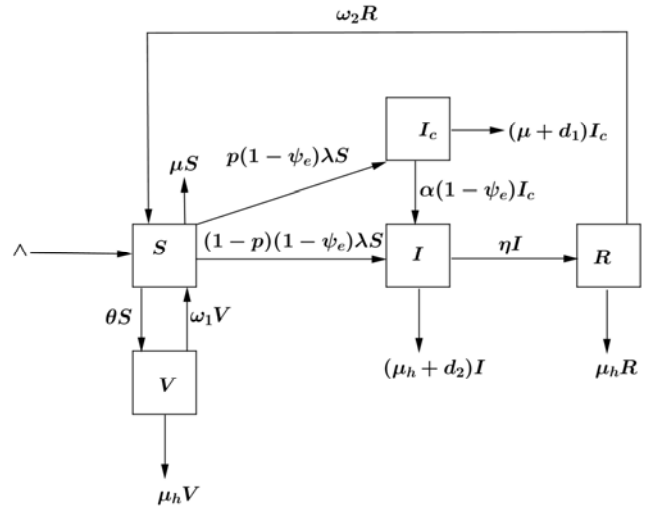 ω₂R
I_c
(μ + d₁)I_c
p(1 − ψ_e)λS
μS
α(1 − ψ_e)I_c
∧
S
(1 − p)(1 − ψ_e)λS
I
ηI
R
θS
ω₁V
(μ_h + d₂)I
μ_hR
V
μ_hV